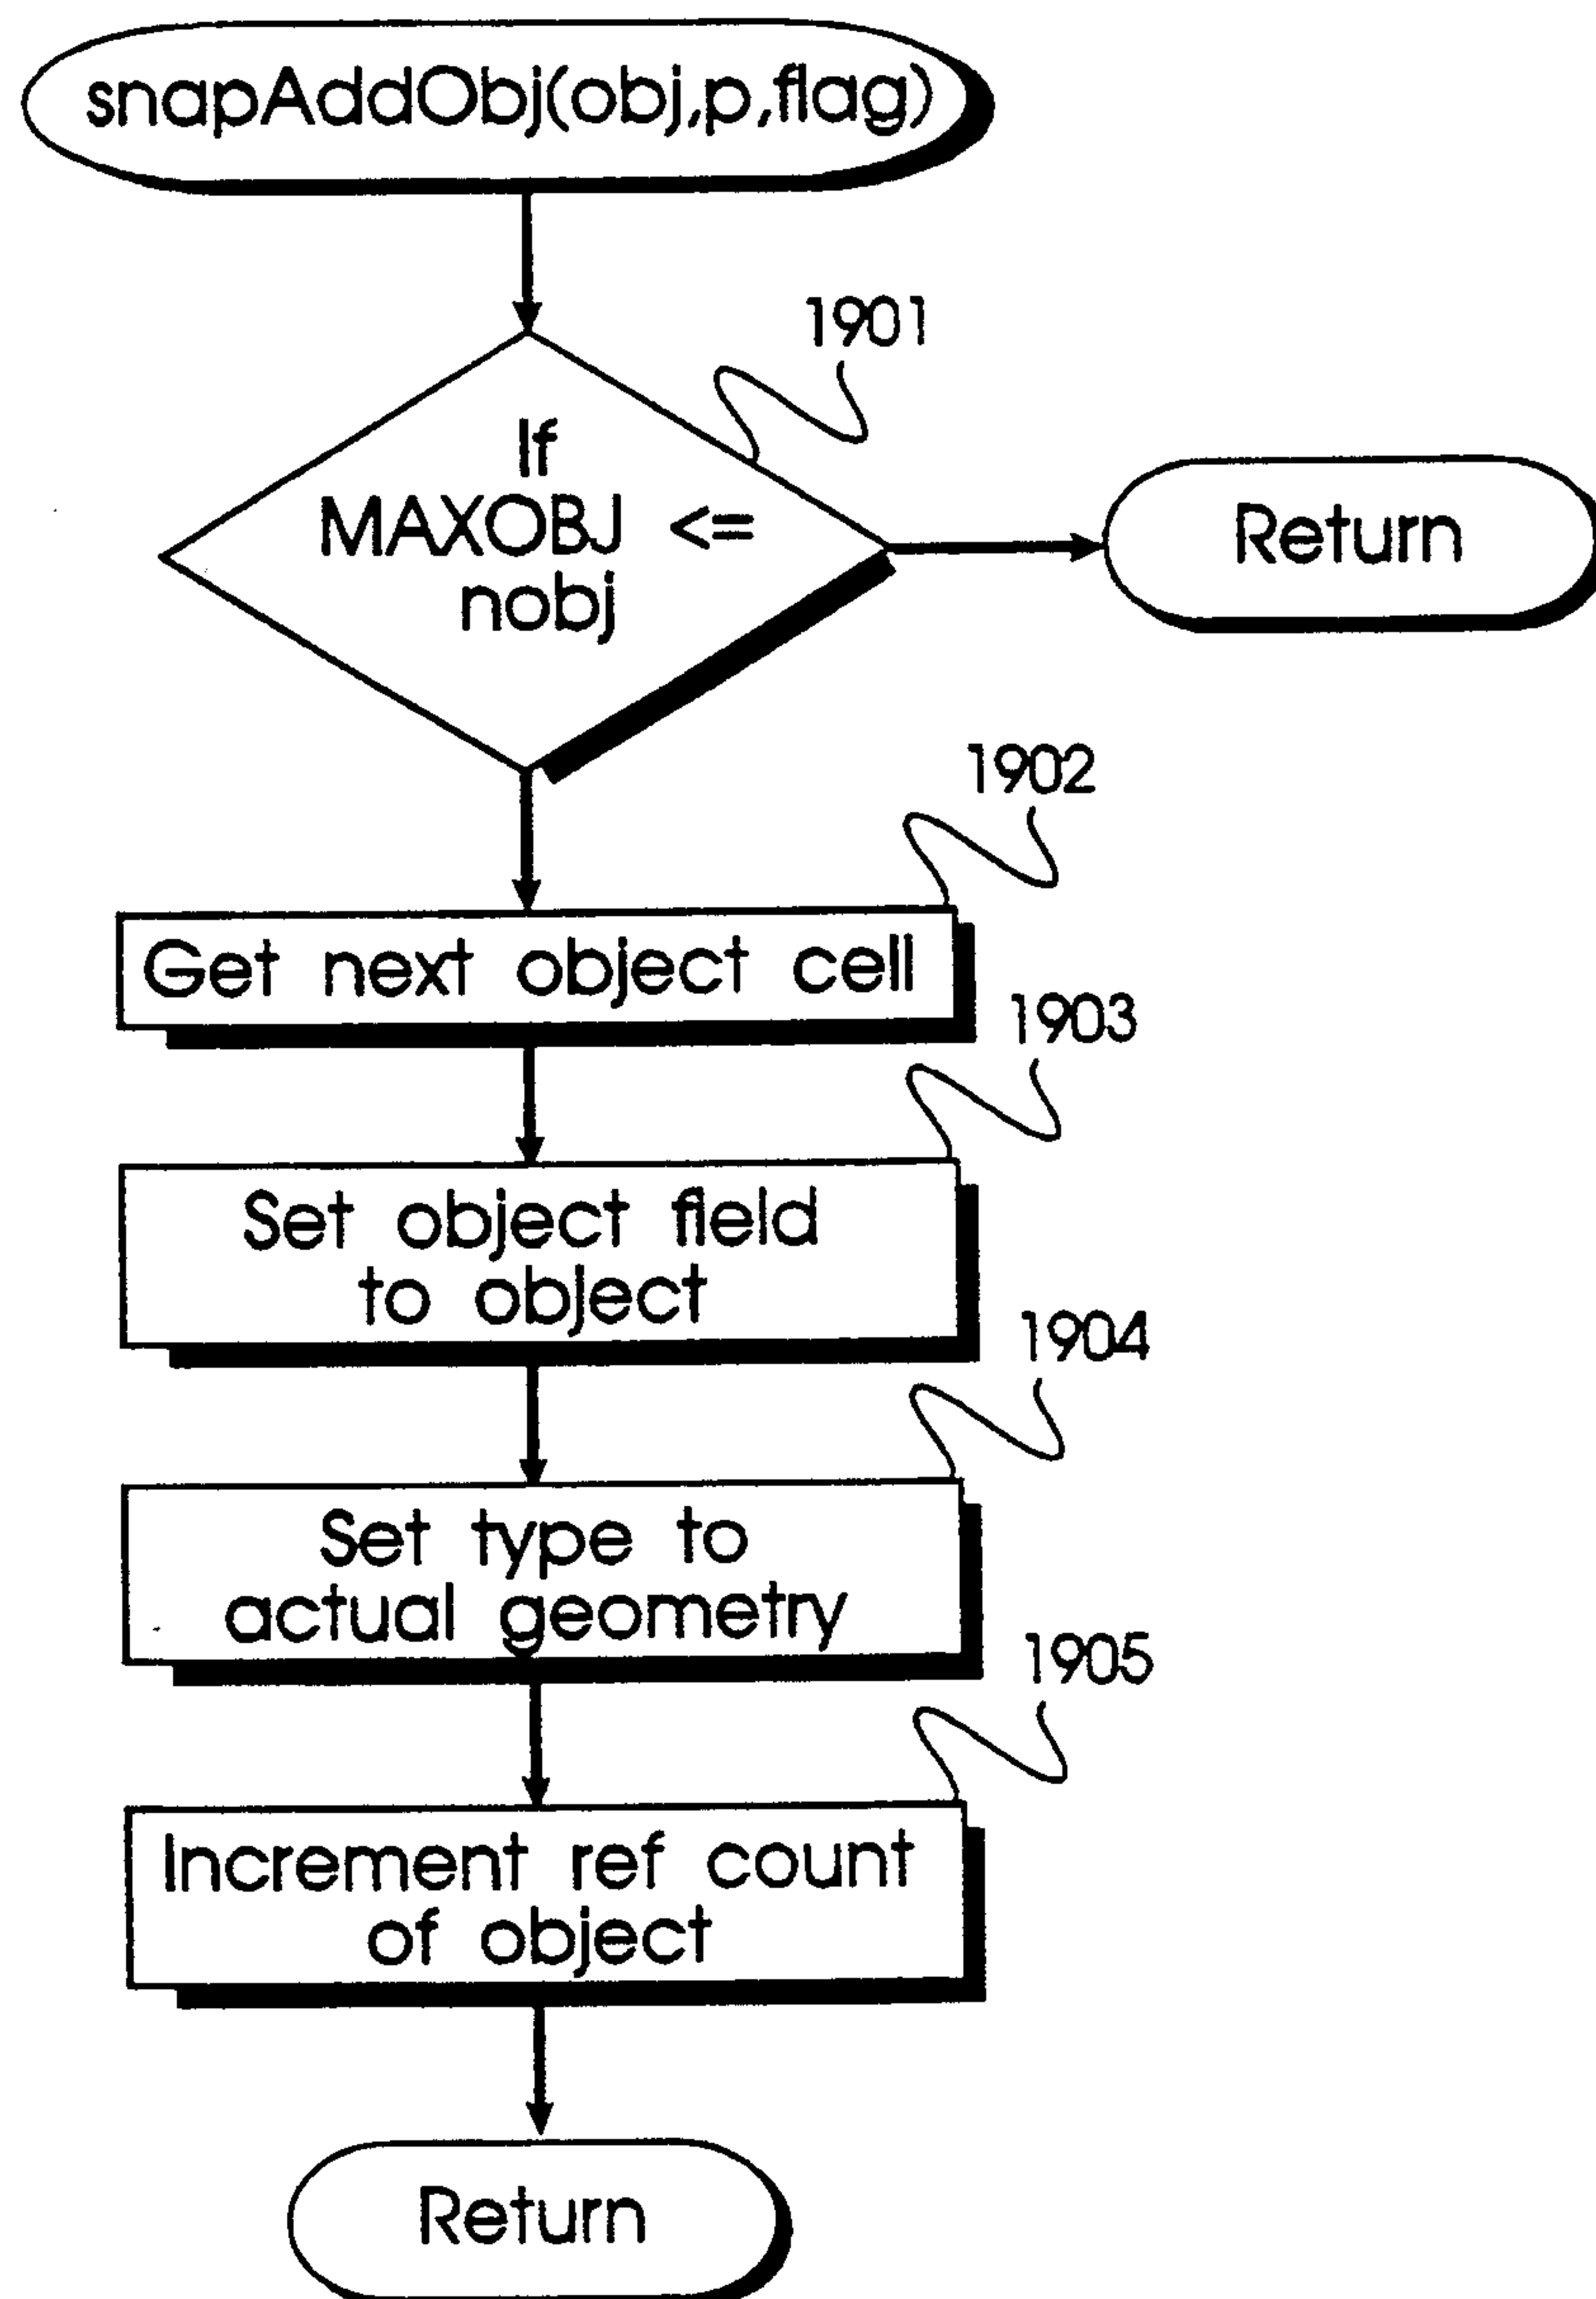 snapAddObj(obj,p,flag)
1901
If
MAXOBJ <=
nobj
Return
1902
Get next object cell
1903
Set object field
to object
1904
Set type to
actual geometry
1905
Increment ref count
of object
Return